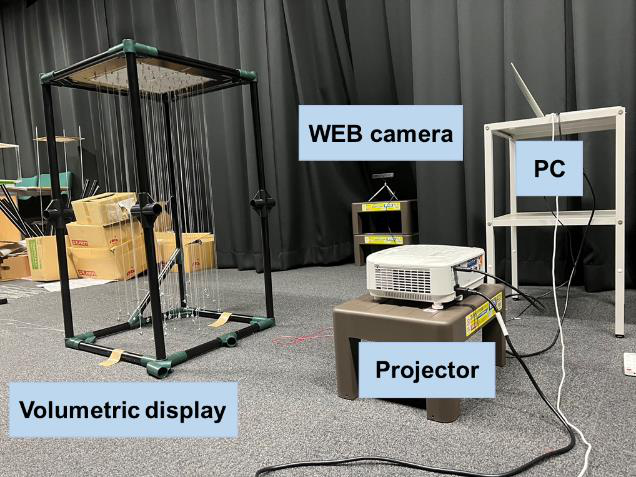 WEB camera
PC
Projector
Volumetric display